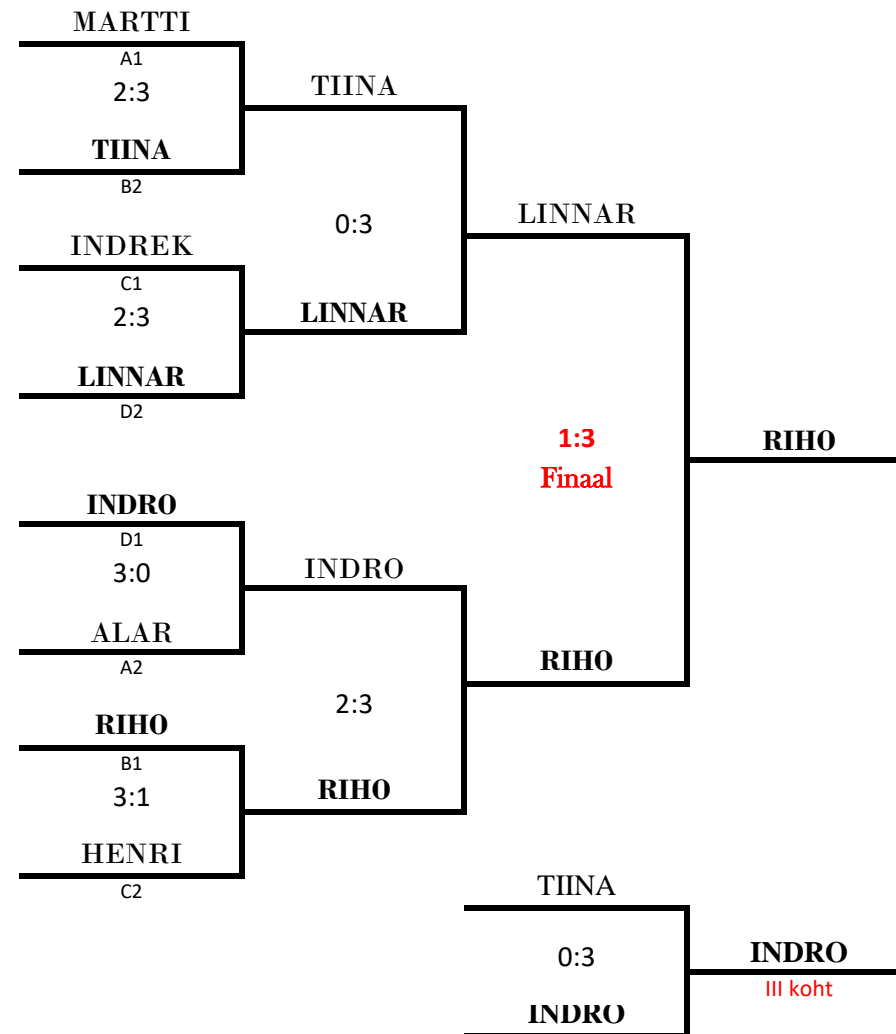 MARTTI
A1
2:3
TIINA
B2
INDREK
C1
2:3
LINNAR
D2
INDRO
D1
3:0
ALAR
A2
RIHO
B1
3:1
HENRI
C2
TIINA
0:3
LINNAR
INDRO
2:3
RIHO
LINNAR
1:3
Finaal
RIHO
RIHO
TIINA
0:3
INDRO
INDRO
III koht